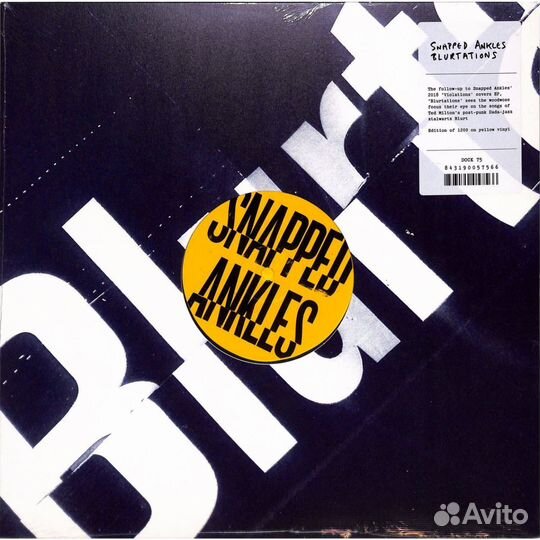 SNAPPED ANKLES
BLURTATIONS
The follow-up to Snapped Ankles'
2018 'Violations' covers EP,
'Blurtations' sees the woodwose
focus their eye on the songs of
Ted Milton's post-punk Dada-jazz
stalwarts Blurt
Edition of 1200 on yellow vinyl
DOCK 75
843190057566
Blurt
SNAPPED
ANKLES
Avito